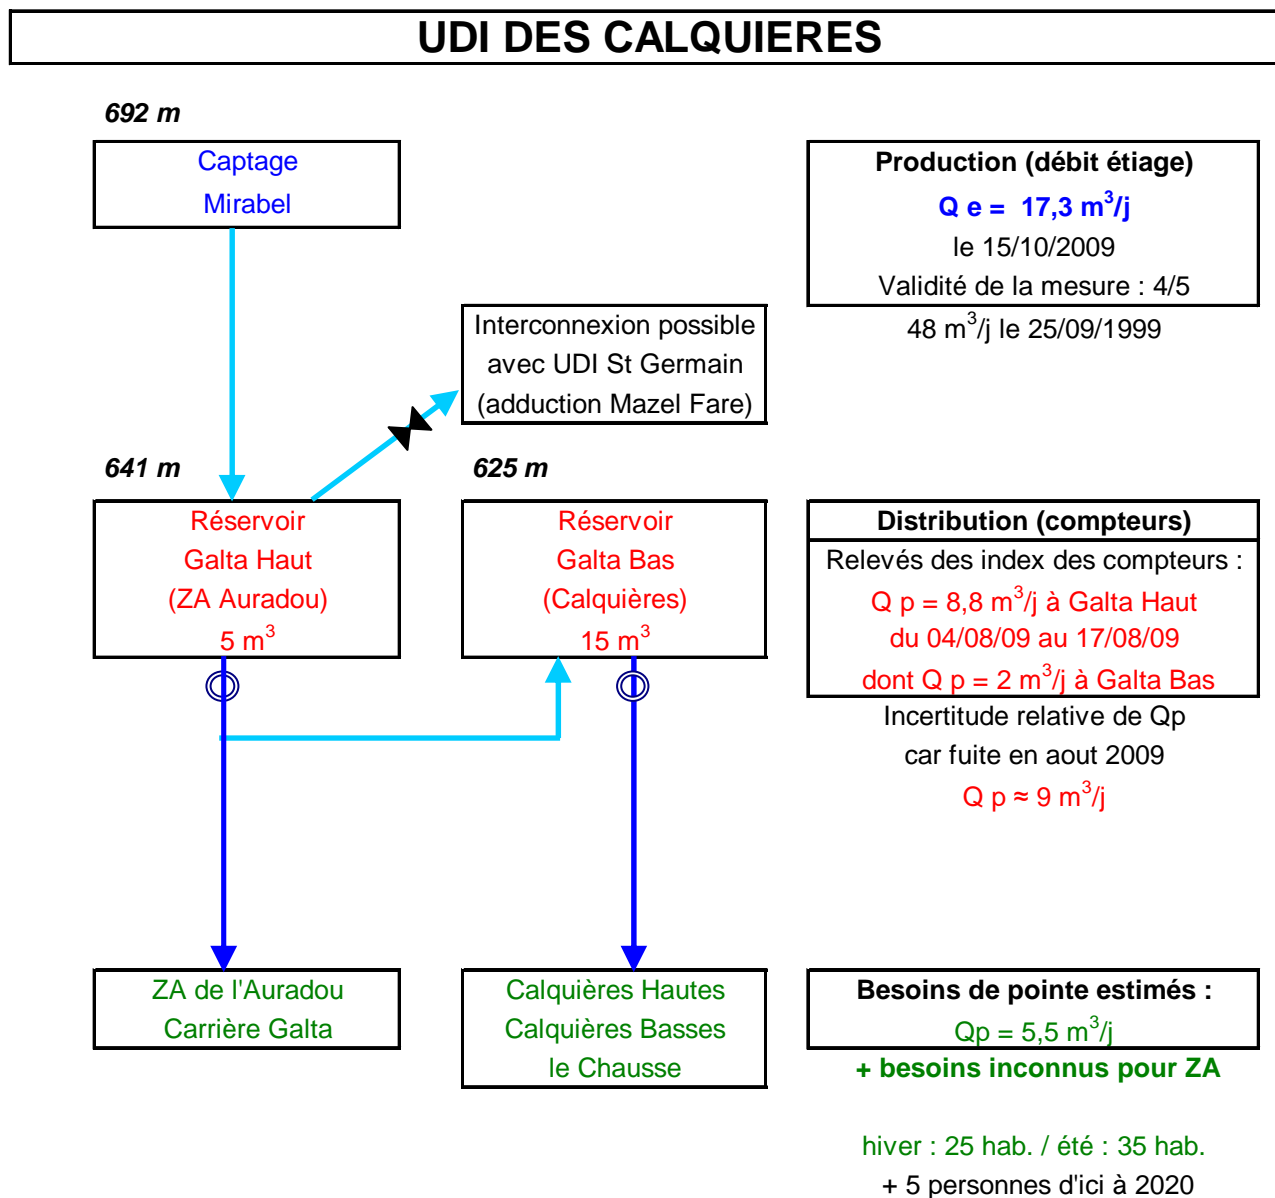 UDI DES CALQUIERES
692 m
Captage
Mirabel
Production (débit étiage)
Q e = 17,3 m³/j
le 15/10/2009
Validité de la mesure : 4/5
48 m³/j le 25/09/1999
Interconnexion possible
avec UDI St Germain
(adduction Mazel Fare)
641 m
625 m
Réservoir
Galta Haut
(ZA Auradou)
5 m³
Réservoir
Galta Bas
(Calquières)
15 m³
Distribution (compteurs)
Relevés des index des compteurs :
Q p = 8,8 m³/j à Galta Haut
du 04/08/09 au 17/08/09
dont Q p = 2 m³/j à Galta Bas
Incertitude relative de Qp
car fuite en aout 2009
Q p ≈ 9 m³/j
ZA de l'Auradou
Carrière Galta
Calquières Hautes
Calquières Basses
le Chausse
Besoins de pointe estimés :
Qp = 5,5 m³/j
+ besoins inconnus pour ZA
hiver : 25 hab. / été : 35 hab.
+ 5 personnes d'ici à 2020